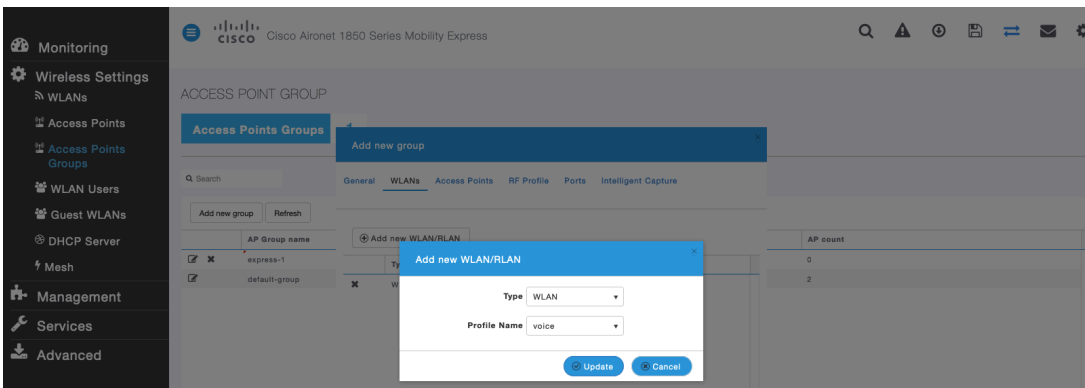 Monitoring
Wireless Settings
WLANs
Access Points
Access Points
Groups
WLAN Users
Guest WLANs
DHCP Server
Mesh
Management
Services
Advanced
CISCO Cisco Aironet 1850 Series Mobility Express
ACCESS POINT GROUP
Access Points Groups
Search
Add new group Refresh
AP Group name AP count
express-1 0
default-group 2
Add new group
General WLANs Access Points RF Profile Ports Intelligent Capture
Add new WLAN/RLAN
Ty
W
Add new WLAN/RLAN
Type WLAN
Profile Name voice
Update Cancel